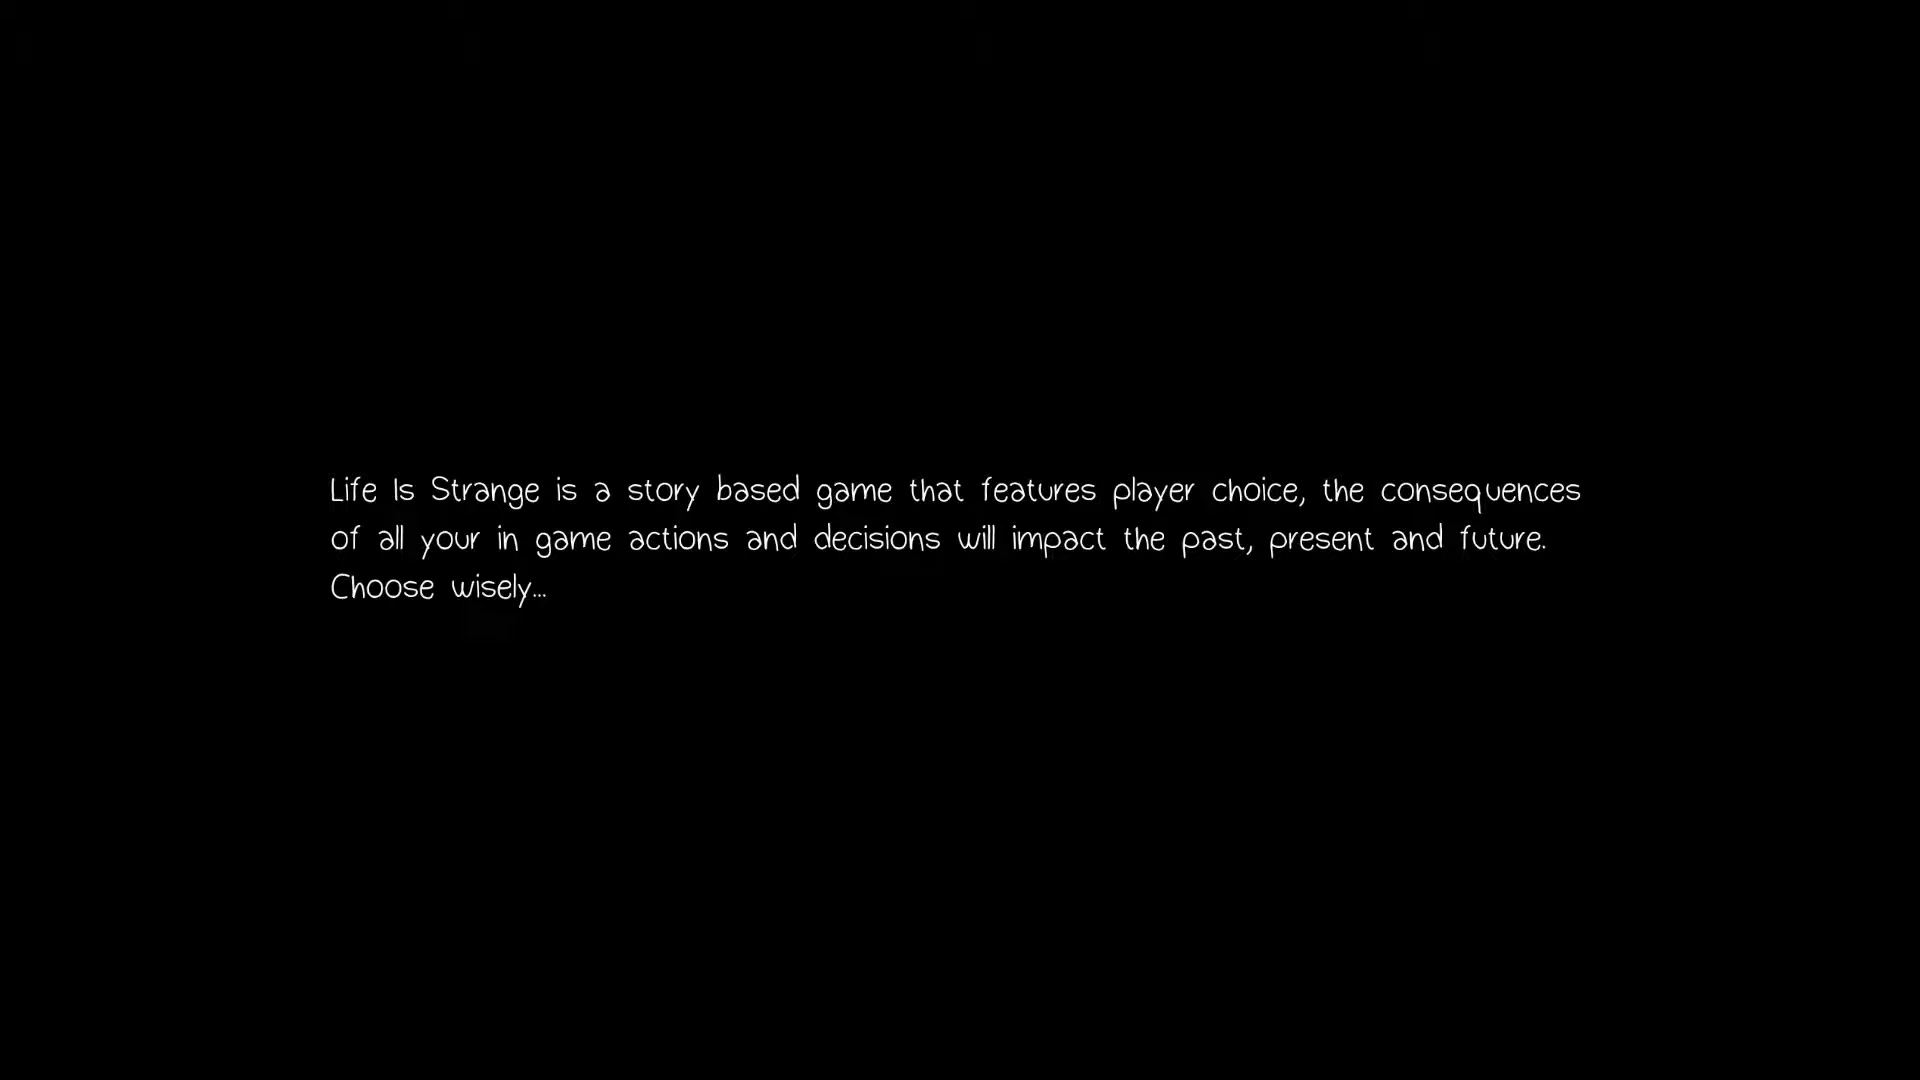 Life Is Strange is a story based game that features player choice, the consequences
of all your in game actions and decisions will impact the past, present and future.
Choose wisely...